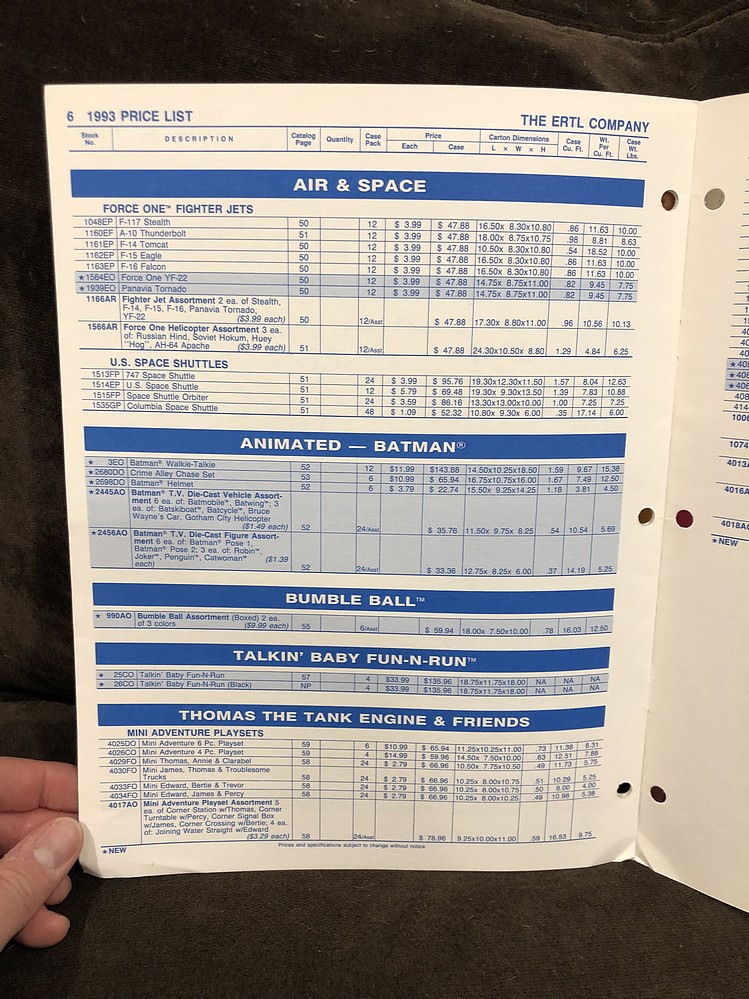 6 1993 PRICE LIST THE ERTL COMPANY
Stock No. DESCRIPTION Catalog Page Quantity Case Pack Price Each Case Carton Dimensions L x W x H Case Cu. Ft. Wt. Per Cu. Ft. Case Wt. Lbs.
AIR & SPACE
FORCE ONE™ FIGHTER JETS
1048EP F-117 Stealth 50 12 $ 3.99 $ 47.88 16.50x 8.30x10.80 .86 11.63 10.00
1160EF A-10 Thunderbolt 51 12 $ 3.99 $ 47.88 18.00x 8.75x10.75 .98 8.81 8.63
1161EP F-14 Tomcat 50 12 $ 3.99 $ 47.88 10.50x 8.30x10.80 .54 18.52 10.00
1162EP F-15 Eagle 50 12 $ 3.99 $ 47.88 16.50x 8.30x10.80 .86 11.63 10.00
1163EP F-16 Falcon 50 12 $ 3.99 $ 47.88 16.50x 8.30x10.80 .86 11.63 10.00
★1564EO Force One YF-22 50 12 $ 3.99 $ 47.88 14.75x 8.75x11.00 .82 9.45 7.75
★1939EO Panavia Tornado 50 12 $ 3.99 $ 47.88 14.75x 8.75x11.00 .82 9.45 7.75
1166AR Fighter Jet Assortment 2 ea. of Stealth,
F-14, F-15, F-16, Panavia Tornado,
YF-22 ($3.99 each) 50 12/Asst $ 47.88 17.30x 8.80x11.00 .96 10.56 10.13
1566AR Force One Helicopter Assortment 3 ea.
of: Russian Hind, Soviet Hokum, Huey
"Hog", AH-64 Apache ($3.99 each) 51 12/Asst $ 47.88 24.30x10.50x 8.80 1.29 4.84 6.25
U.S. SPACE SHUTTLES
1513FP 747 Space Shuttle 51 24 $ 3.99 $ 95.76 19.30x12.30x11.50 1.57 8.04 12.63
1514EP U.S. Space Shuttle 51 12 $ 5.79 $ 69.48 19.30x 9.30x13.50 1.39 7.83 10.88
1515FP Space Shuttle Orbiter 51 24 $ 3.59 $ 86.16 13.30x13.00x10.00 1.00 7.25 7.25
1535GP Columbia Space Shuttle 51 48 $ 1.09 $ 52.32 10.80x 9.30x 6.00 .35 17.14 6.00
ANIMATED — BATMAN®
★ 3EO Batman® Walkie-Talkie 52 12 $11.99 $143.88 14.50x10.25x18.50 1.59 9.67 15.38
★2680DO Crime Alley Chase Set 53 6 $10.99 $ 65.94 16.75x10.75x16.00 1.67 7.49 12.50
★2698DO Batman® Helmet 52 6 $ 3.79 $ 22.74 15.50x 9.25x14.25 1.18 3.81 4.50
★2445AO Batman® T.V. Die-Cast Vehicle Assort-
ment 6 ea. of: Batmobile™, Batwing™; 3
ea. of: Batskiboat™, Batcycle™, Bruce
Wayne's Car, Gotham City Helicopter
($1.49 each) 52 24/Asst $ 35.76 11.50x 9.75x 8.25 .54 10.54 5.69
★2456AO Batman® T.V. Die-Cast Figure Assort-
ment 6 ea. of: Batman® Pose 1,
Batman® Pose 2; 3 ea. of: Robin™,
Joker™, Penguin™, Catwoman™ ($1.39
each) 52 24/Asst $ 33.36 12.75x 8.25x 6.00 .37 14.19 5.25
BUMBLE BALL™
★ 990AO Bumble Ball Assortment (Boxed) 2 ea.
of 3 colors ($9.99 each) 55 6/Asst $ 59.94 18.00x 7.50x10.00 .78 16.03 12.50
TALKIN' BABY FUN-N-RUN™
★ 25CO Talkin' Baby Fun-N-Run 57 4 $33.99 $135.96 18.75x11.75x18.00 NA NA NA
★ 26CO Talkin' Baby Fun-N-Run (Black) NP 4 $33.99 $135.96 18.75x11.75x18.00 NA NA NA
THOMAS THE TANK ENGINE & FRIENDS
MINI ADVENTURE PLAYSETS
4025DO Mini Adventure 6 Pc. Playset 59 6 $10.99 $ 65.94 11.25x10.25x11.00 .73 11.38 8.31
4026CO Mini Adventure 4 Pc. Playset 59 4 $14.99 $ 59.96 14.50x 7.50x10.00 .63 12.51 7.88
4029FO Mini Thomas, Annie & Clarabel 58 24 $ 2.79 $ 66.96 10.50x 7.75x10.50 .49 11.73 5.75
4030FO Mini James, Thomas & Troublesome
Trucks 58 24 $ 2.79 $ 66.96 10.25x 8.00x10.75 .51 10.29 5.25
4033FO Mini Edward, Bertie & Trevor 58 24 $ 2.79 $ 66.96 10.25x 8.00x10.75 .50 8.00 4.00
4034FO Mini Edward, James & Percy 58 24 $ 2.79 $ 66.96 10.25x 8.00x10.25 .49 10.98 5.38
4017AO Mini Adventure Playset Assortment 5
ea. of Corner Station w/Thomas, Corner
Turntable w/Percy, Corner Signal Box
w/James, Corner Crossing w/Bertie; 4 ea.
of: Joining Water Straight w/Edward
($3.29 each) 58 24/Asst $ 78.96 9.25x10.00x11.00 .59 16.53 9.75
★NEW Prices and specifications subject to change without notice.
408
414
1006
1074
4013A
4016A
4018AO
★NEW